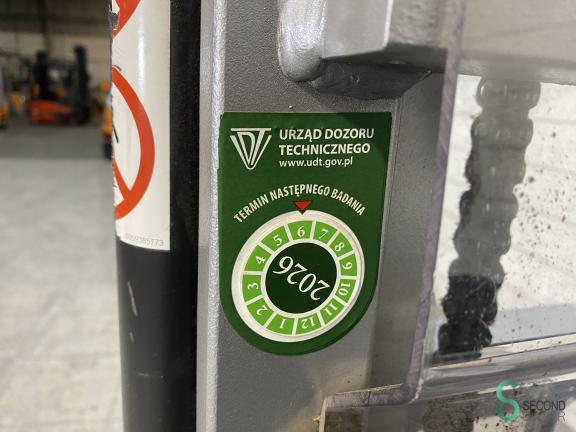 URZĄD DOZORU
TECHNICZNEGO
www.udt.gov.pl
TERMIN NASTĘPNEGO BADANIA
1 2 3 4 5 6 7 8 9 10 11 12
2026
SECOND